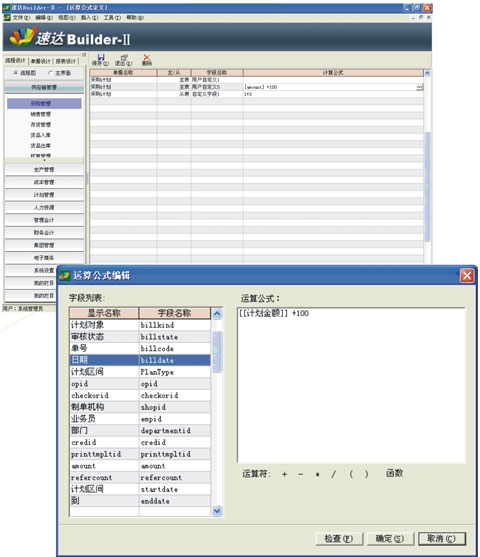 速达Builder-II - [运算公式定义]
文件(F) 编辑(E) 视图(V) 插入(I) 工具(T) 帮助(H)
速达Builder-II
流程设计 单据设计 报表设计
流程图 主界面
保存(S) 退出(E) 删除
单据名称 主/从 字段名称 计算公式
采购计划 主表 用户自定义1
采购计划 主表 用户自定义5 [amount] +100
采购计划 从表 自定义字段1 1+3
供应链管理
采购管理
销售管理
存货管理
货品入库
货品出库
核算管理
生产管理
成本管理
计划管理
人力资源
管理会计
财务会计
集团管理
电子商务
系统设置
我的栏目
我的栏目
用户：系统管理员
运算公式编辑
字段列表:
显示名称 字段名称
计划对象 billkind
审核状态 billstate
单号 billcode
日期 billdate
计划区间 PlanType
opid opid
checkorid checkorid
制单机构 shopid
业务员 empid
部门 departmentid
credid credid
printtmpltid printtmpltid
amount amount
refercount refercount
计划区间 startdate
到 enddate
运算公式：
[[计划金额]] +100
运算符: + - * / ( ) 函数
检查(P) 确定(S) 取消(C)